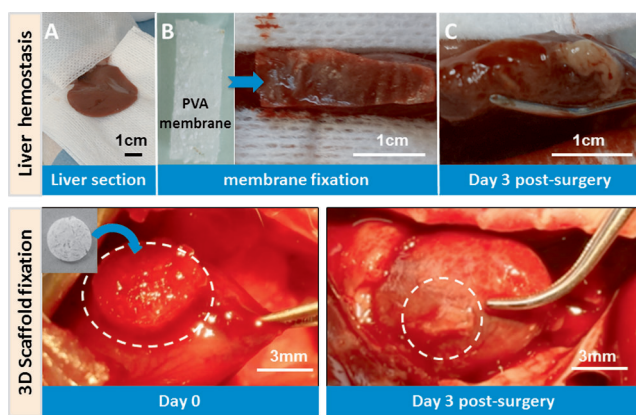 Liver hemostasis
A
B
C
PVA
membrane
1cm
1cm
1cm
Liver section
membrane fixation
Day 3 post-surgery
3D Scaffold fixation
3mm
3mm
Day 0
Day 3 post-surgery